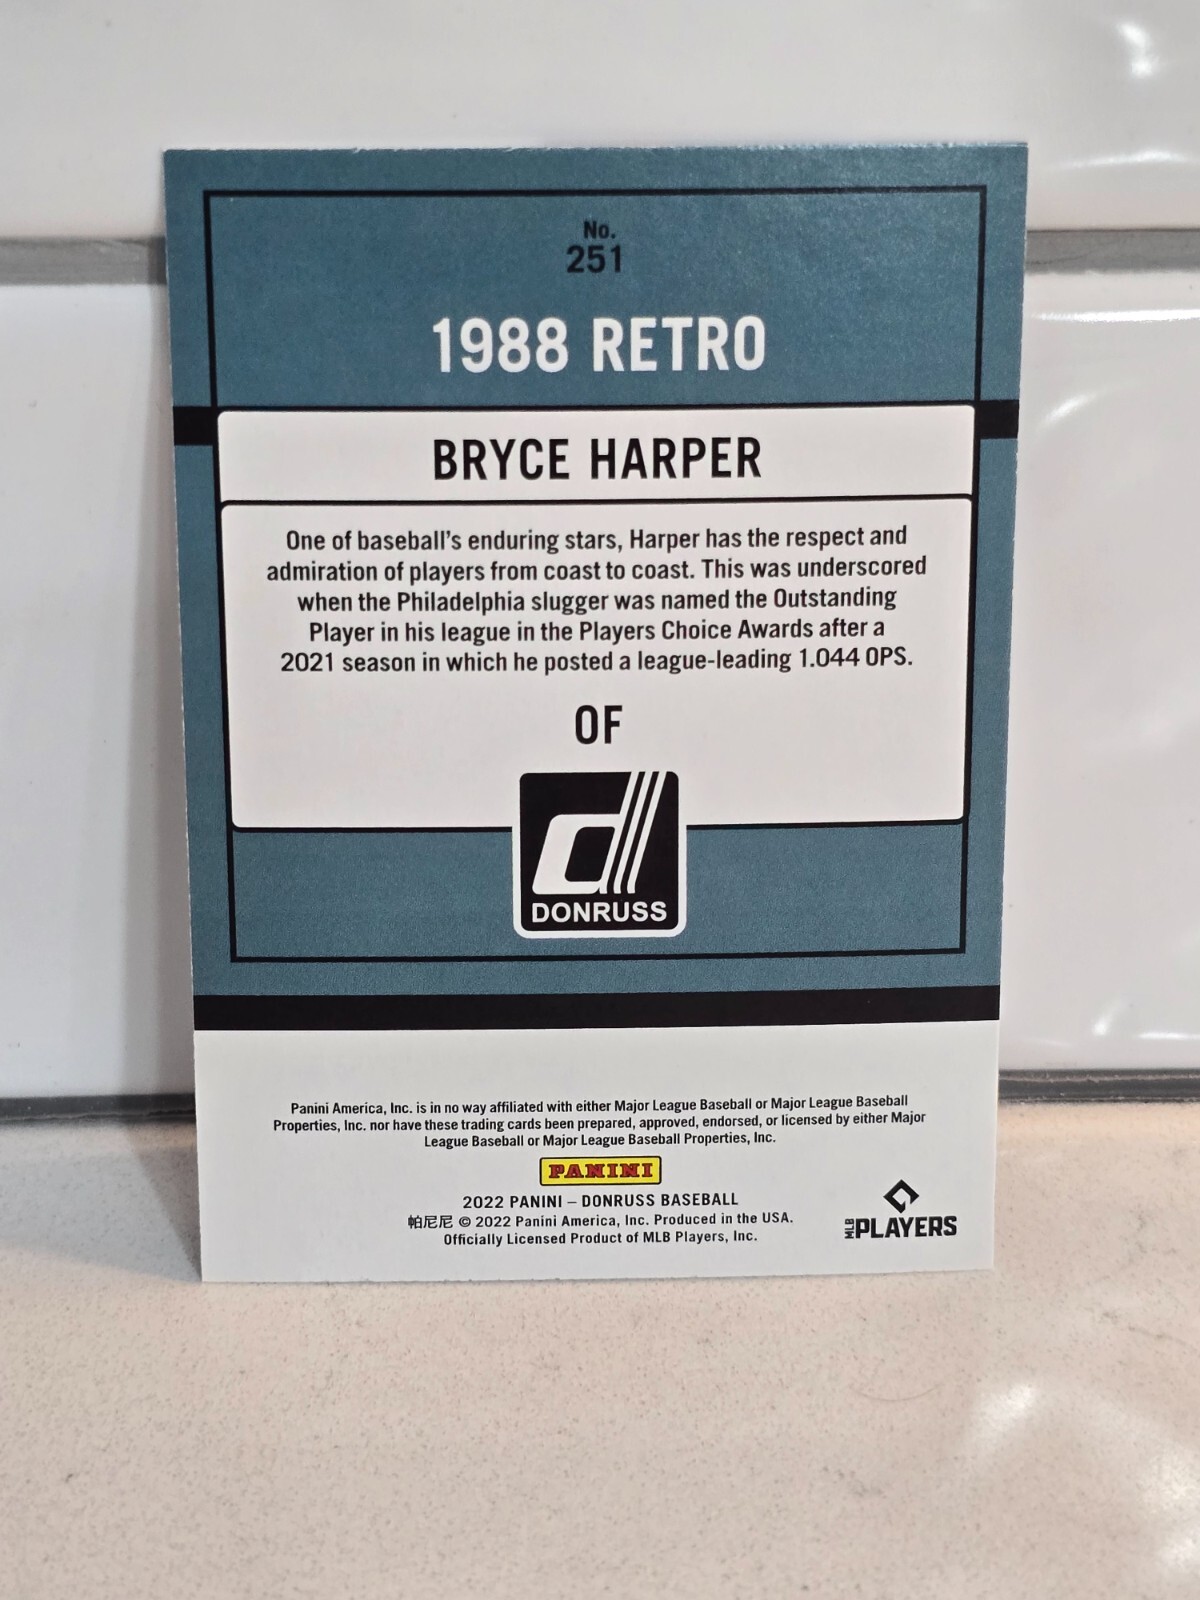 No.
251
1988 RETRO
BRYCE HARPER
One of baseball's enduring stars, Harper has the respect and
admiration of players from coast to coast. This was underscored
when the Philadelphia slugger was named the Outstanding
Player in his league in the Players Choice Awards after a
2021 season in which he posted a league-leading 1.044 OPS.
OF
d
DONRUSS
Panini America, Inc. is in no way affiliated with either Major League Baseball or Major League Baseball
Properties, Inc. nor have these trading cards been prepared, approved, endorsed, or licensed by either Major
League Baseball or Major League Baseball Properties, Inc.
PANINI
2022 PANINI – DONRUSS BASEBALL
帕尼尼 © 2022 Panini America, Inc. Produced in the USA.
Officially Licensed Product of MLB Players, Inc.
MLB PLAYERS